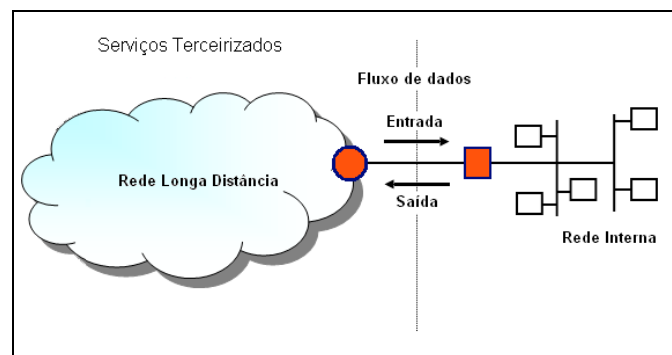 Serviços Terceirizados
Fluxo de dados
Entrada
Rede Longa Distância
Saída
Rede Interna